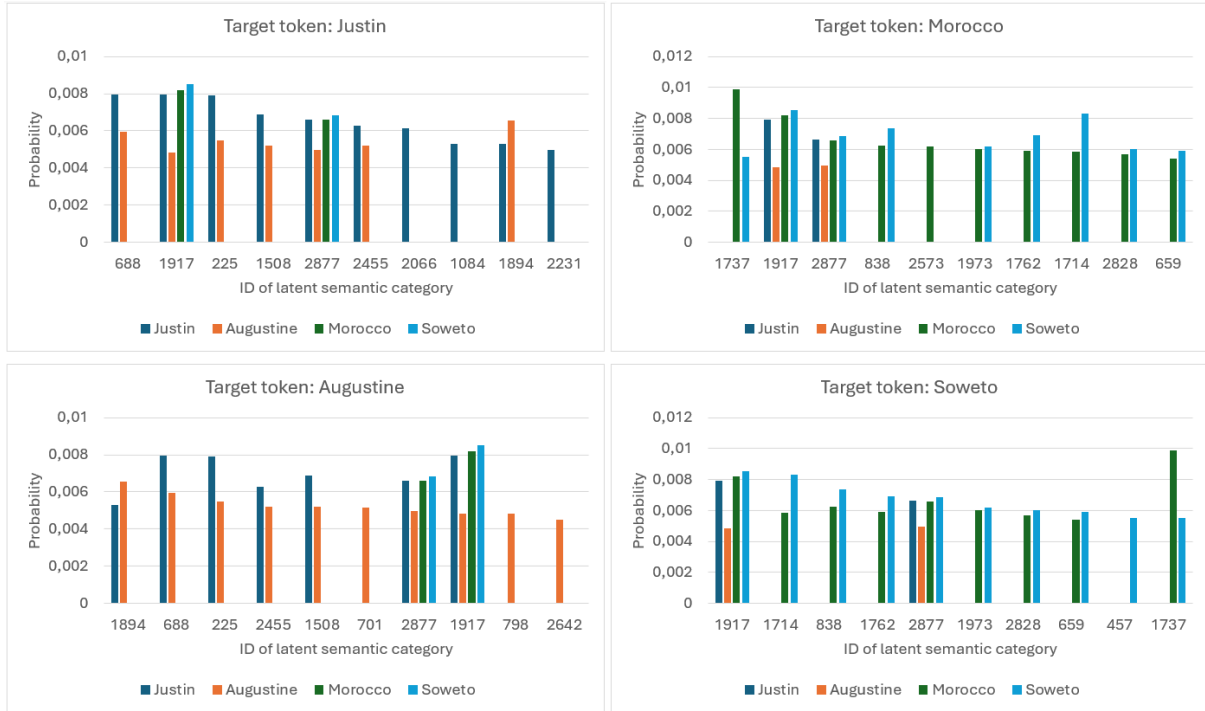 Target token: Justin
0,01
0,008
0,006
0,004
0,002
0
Probability
688 1917 225 1508 2877 2455 2066 1084 1894 2231
ID of latent semantic category
Justin Augustine Morocco Soweto
Target token: Morocco
0,012
0,01
0,008
0,006
0,004
0,002
0
Probability
1737 1917 2877 838 2573 1973 1762 1714 2828 659
ID of latent semantic category
Justin Augustine Morocco Soweto
Target token: Augustine
0,01
0,008
0,006
0,004
0,002
0
Probability
1894 688 225 2455 1508 701 2877 1917 798 2642
ID of latent semantic category
Justin Augustine Morocco Soweto
Target token: Soweto
0,012
0,01
0,008
0,006
0,004
0,002
0
Probability
1917 1714 838 1762 2877 1973 2828 659 457 1737
ID of latent semantic category
Justin Augustine Morocco Soweto